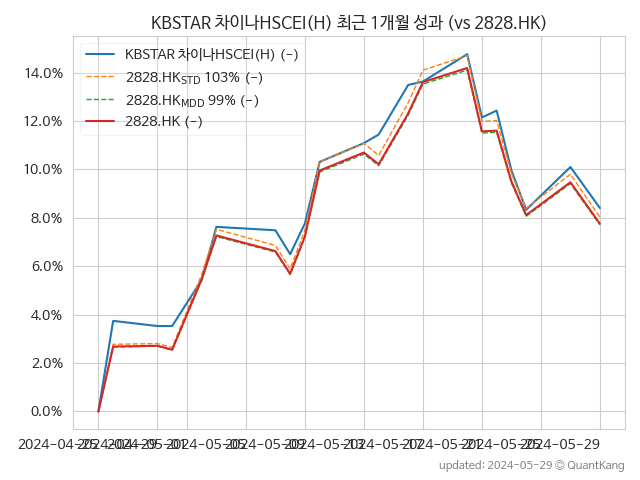 KBSTAR 차이나HSCEI(H) 최근 1개월 성과 (vs 2828.HK)
KBSTAR 차이나HSCEI(H) (-)
2828.HKSTD 103% (-)
2828.HKMDD 99% (-)
2828.HK (-)
14.0%
12.0%
10.0%
8.0%
6.0%
4.0%
2.0%
0.0%
2024-05-29
updated: 2024-05-29 © QuantKang